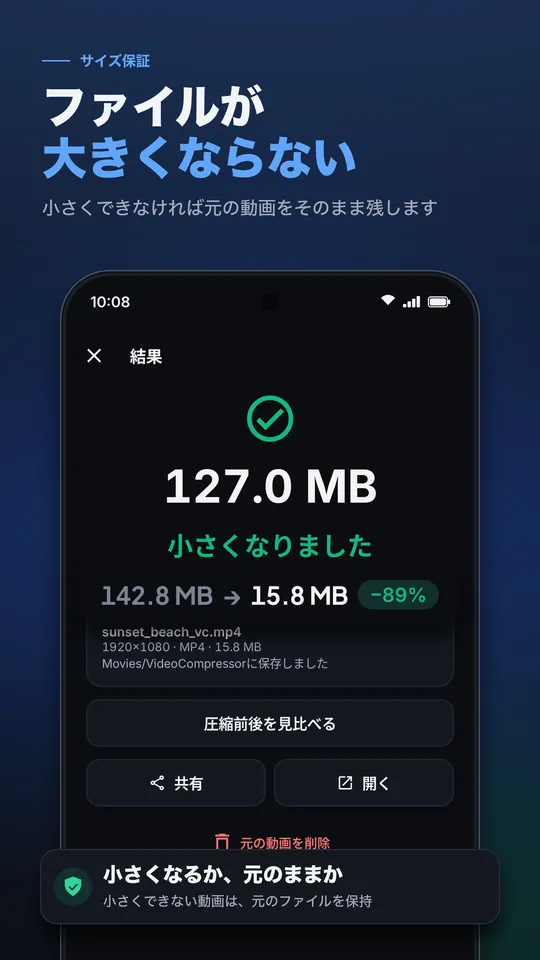 サイズ保証
ファイルが
大きくならない
小さくできなければ元の動画をそのまま残します
10:08
結果
127.0 MB
小さくなりました
142.8 MB → 15.8 MB −89%
sunset_beach_vc.mp4
1920×1080 · MP4 · 15.8 MB
Movies/VideoCompressorに保存しました
圧縮前後を見比べる
共有
開く
元の動画を削除
小さくなるか、元のままか
小さくできない動画は、元のファイルを保持